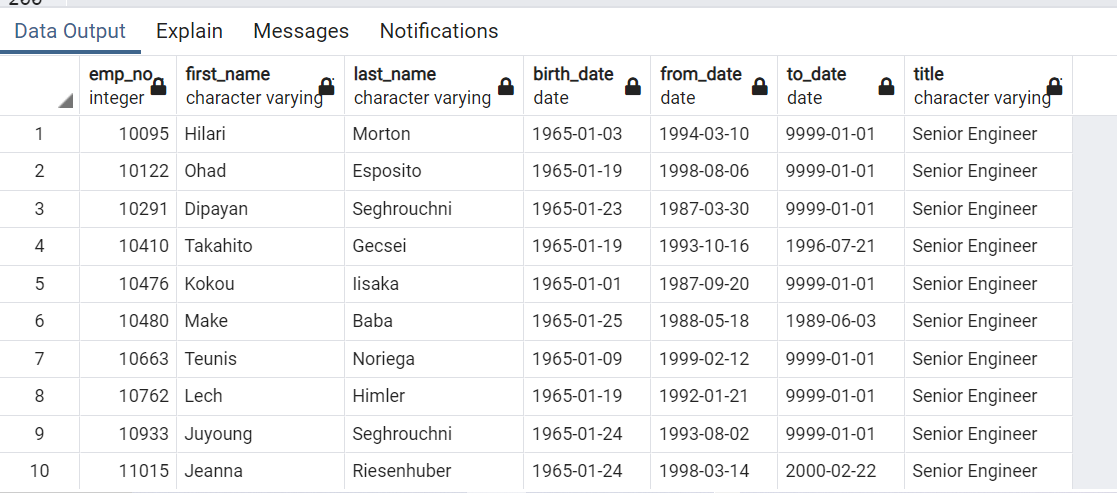 Data Output Explain Messages Notifications
emp_no first_name last_name birth_date from_date to_date title
integer character varying character varying date date date character varying
1 10095 Hilari Morton 1965-01-03 1994-03-10 9999-01-01 Senior Engineer
2 10122 Ohad Esposito 1965-01-19 1998-08-06 9999-01-01 Senior Engineer
3 10291 Dipayan Seghrouchni 1965-01-23 1987-03-30 9999-01-01 Senior Engineer
4 10410 Takahito Gecsei 1965-01-19 1993-10-16 1996-07-21 Senior Engineer
5 10476 Kokou Iisaka 1965-01-01 1987-09-20 9999-01-01 Senior Engineer
6 10480 Make Baba 1965-01-25 1988-05-18 1989-06-03 Senior Engineer
7 10663 Teunis Noriega 1965-01-09 1999-02-12 9999-01-01 Senior Engineer
8 10762 Lech Himler 1965-01-19 1992-01-21 9999-01-01 Senior Engineer
9 10933 Juyoung Seghrouchni 1965-01-24 1993-08-02 9999-01-01 Senior Engineer
10 11015 Jeanna Riesenhuber 1965-01-24 1998-03-14 2000-02-22 Senior Engineer